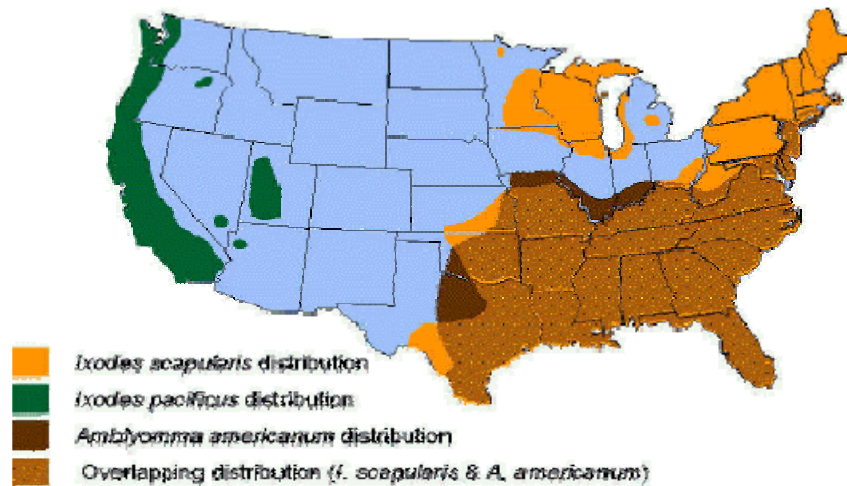 Ixodes scapularis distribution
Ixodes pacificus distribution
Amblyomma americanum distribution
Overlapping distribution (I. scapularis & A. americanum)